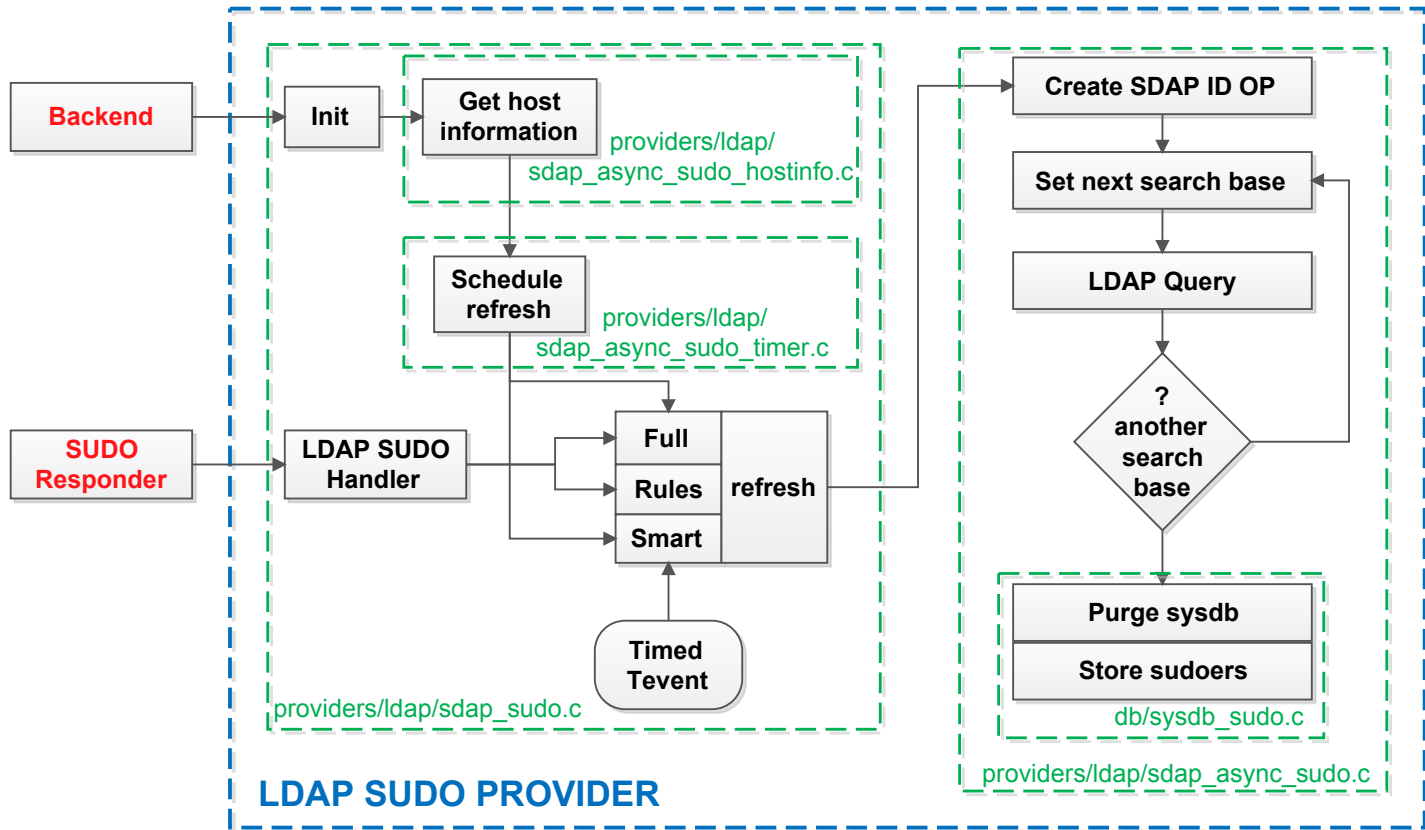 Backend
Init
Get host
information
providers/ldap/
sdap_async_sudo_hostinfo.c
Schedule
refresh
providers/ldap/
sdap_async_sudo_timer.c
SUDO
Responder
LDAP SUDO
Handler
Full
Rules
Smart
refresh
Timed
Tevent
providers/ldap/sdap_sudo.c
Create SDAP ID OP
Set next search base
LDAP Query
?
another
search
base
Purge sysdb
Store sudoers
db/sysdb_sudo.c
providers/ldap/sdap_async_sudo.c
LDAP SUDO PROVIDER